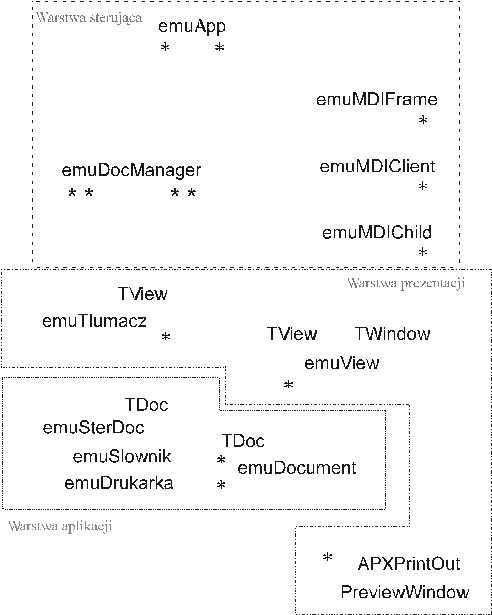 Warstwa sterująca
emuApp
* *
emuMDIFrame
*
emuDocManager
emuMDIClient
* * * *
*
emuMDIChild
*
Warstwa prezentacji
TView
emuTlumacz
*
TView TWindow
emuView
*
TDoc
emuSterDoc
TDoc
emuSlownik *
emuDocument
emuDrukarka *
Warstwa aplikacji
* APXPrintOut
PreviewWindow